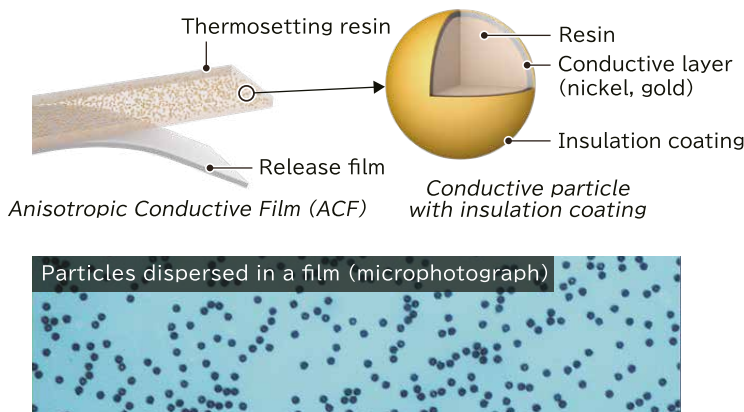 Thermosetting resin
Resin
Conductive layer
(nickel, gold)
Insulation coating
Release film
Anisotropic Conductive Film (ACF)
Conductive particle
with insulation coating
Particles dispersed in a film (microphotograph)